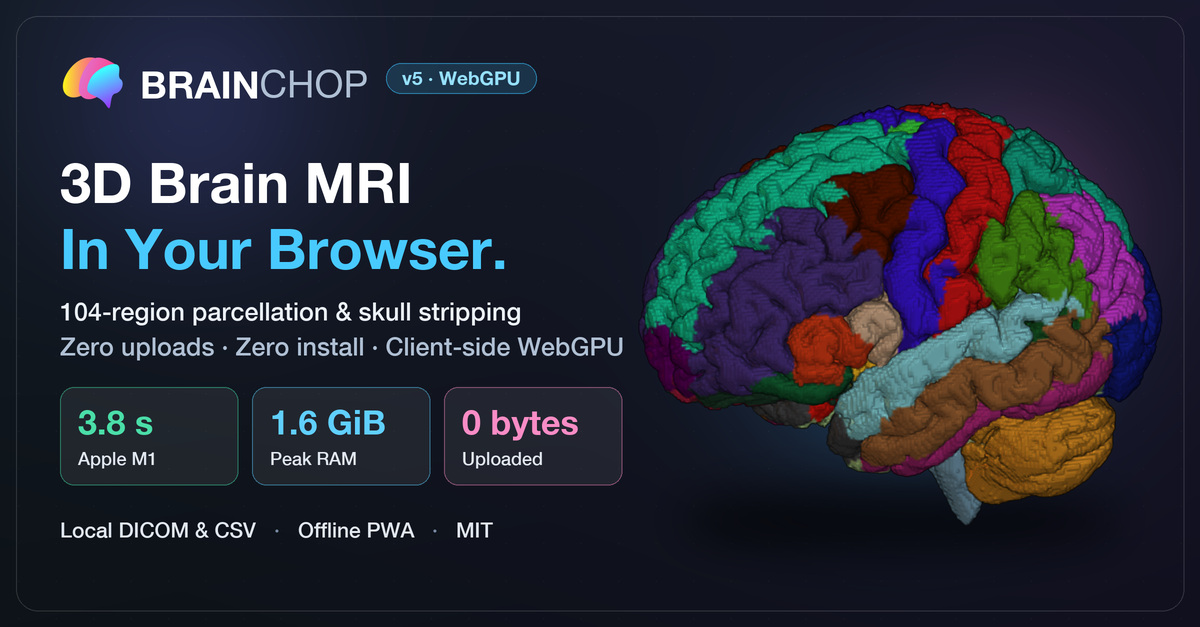 BRAINCHOP v5 · WebGPU
3D Brain MRI
In Your Browser.
104-region parcellation & skull stripping
Zero uploads · Zero install · Client-side WebGPU
3.8 s
Apple M1
1.6 GiB
Peak RAM
0 bytes
Uploaded
Local DICOM & CSV · Offline PWA · MIT